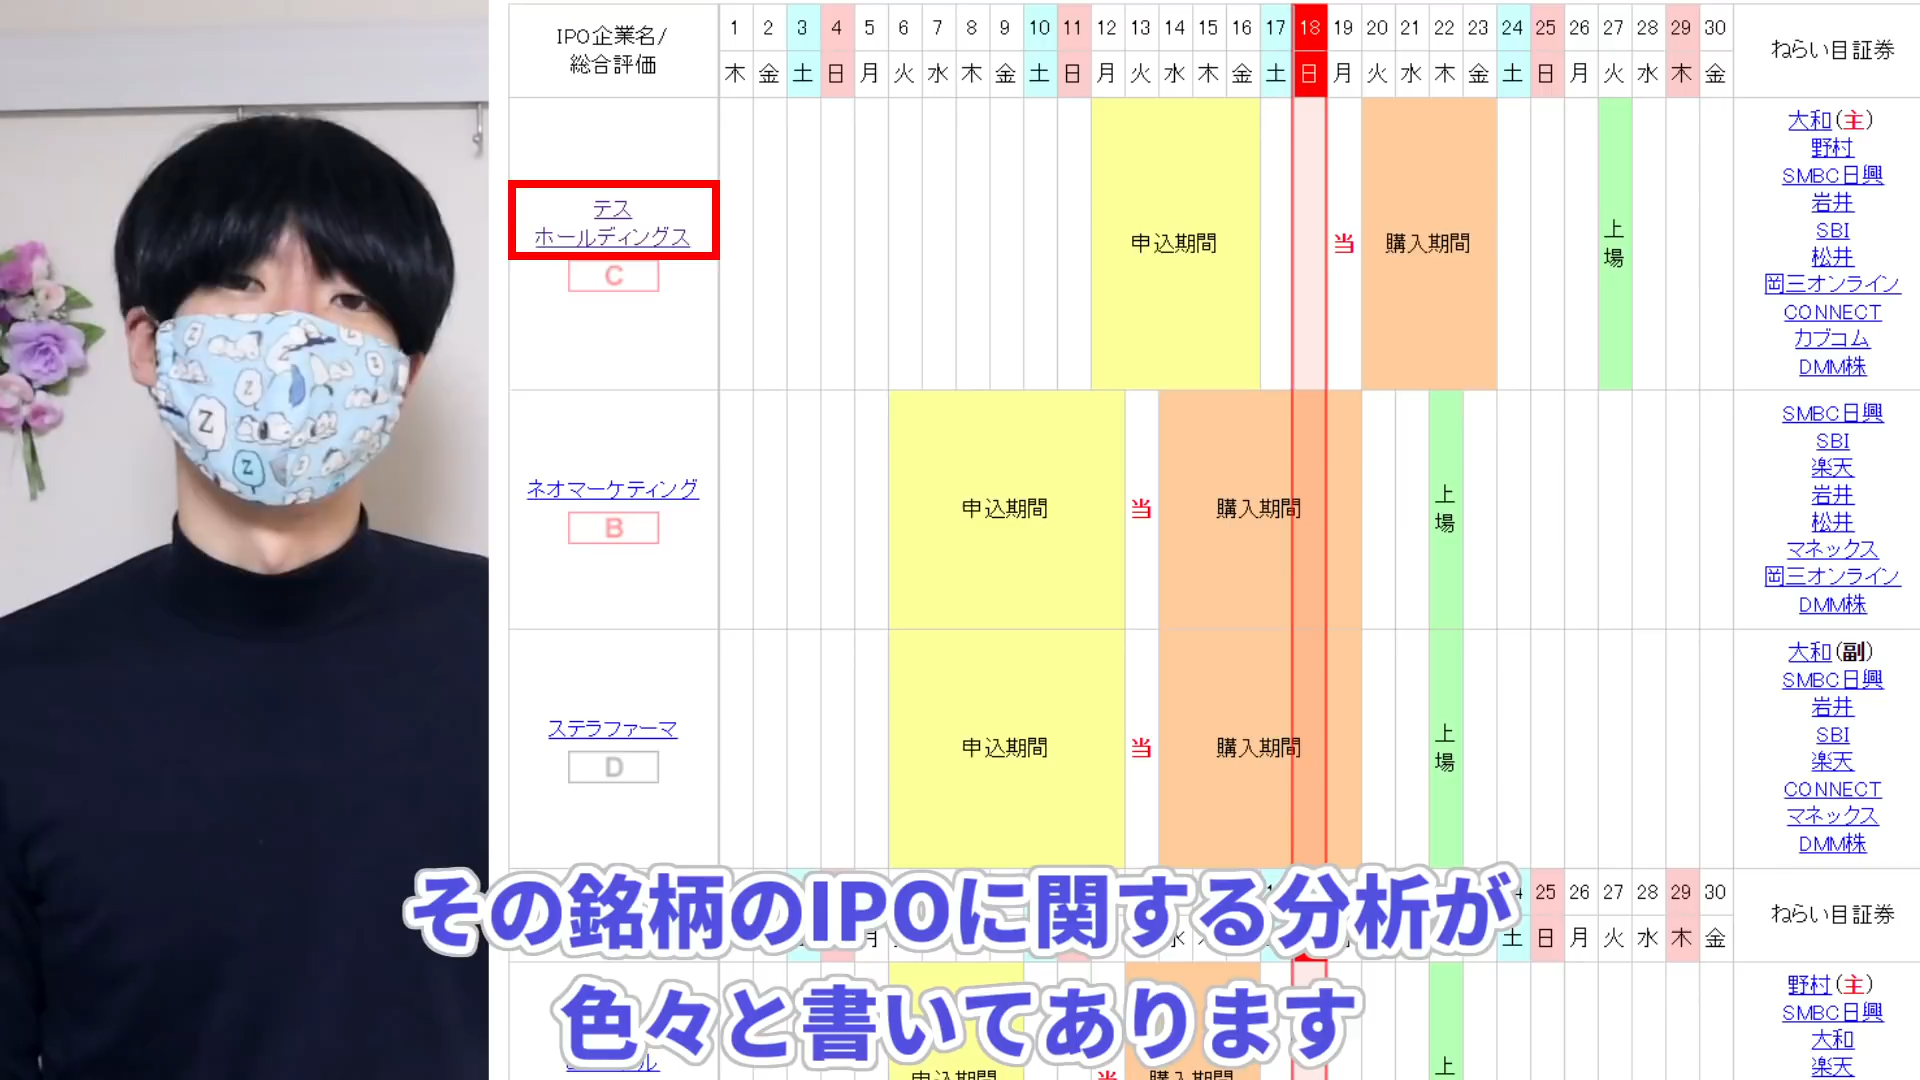 IPO企業名/
総合評価
1 2 3 4 5 6 7 8 9 10 11 12 13 14 15 16 17 18 19 20 21 22 23 24 25 26 27 28 29 30
木 金 土 日 月 火 水 木 金 土 日 月 火 水 木 金 土 日 月 火 水 木 金 土 日 月 火 水 木 金
ねらい目証券
テス
ホールディングス
C
申込期間
当
購入期間
上
場
大和(主)
野村
SMBC日興
岩井
SBI
松井
岡三オンライン
CONNECT
カブコム
DMM株
ネオマーケティング
B
申込期間
当
購入期間
上
場
SMBC日興
SBI
楽天
岩井
松井
マネックス
岡三オンライン
DMM株
ステラファーマ
D
申込期間
当
購入期間
上
場
大和(副)
SMBC日興
岩井
SBI
楽天
CONNECT
マネックス
DMM株
25 26 27 28 29 30
土 日 月 火 水 木 金
ねらい目証券
その銘柄のIPOに関する分析が
色々と書いてあります
申込期間
当
購入期間
上
野村(主)
SMBC日興
大和
楽天
Z
Z
Z